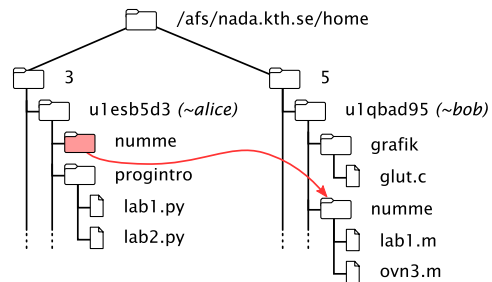 /afs/nada.kth.se/home
3
5
u1esb5d3 (~alice)
u1qbad95 (~bob)
numme
grafik
progintro
glut.c
lab1.py
numme
lab2.py
lab1.m
ovn3.m